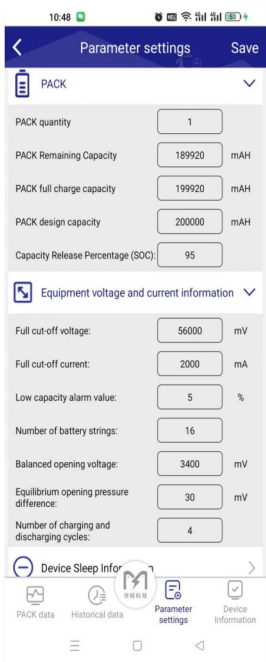 10:48
Parameter settings Save
PACK
PACK quantity 1
PACK Remaining Capacity 189920 mAH
PACK full charge capacity 199920 mAH
PACK design capacity 200000 mAH
Capacity Release Percentage (SOC): 95
Equipment voltage and current information
Full cut-off voltage: 56000 mV
Full cut-off current: 2000 mA
Low capacity alarm value: 5 %
Number of battery strings: 16
Balanced opening voltage: 3400 mV
Equilibrium opening pressure
difference: 30 mV
Number of charging and
discharging cycles: 4
Device Sleep
PACK data Historical data Parameter settings Device Information